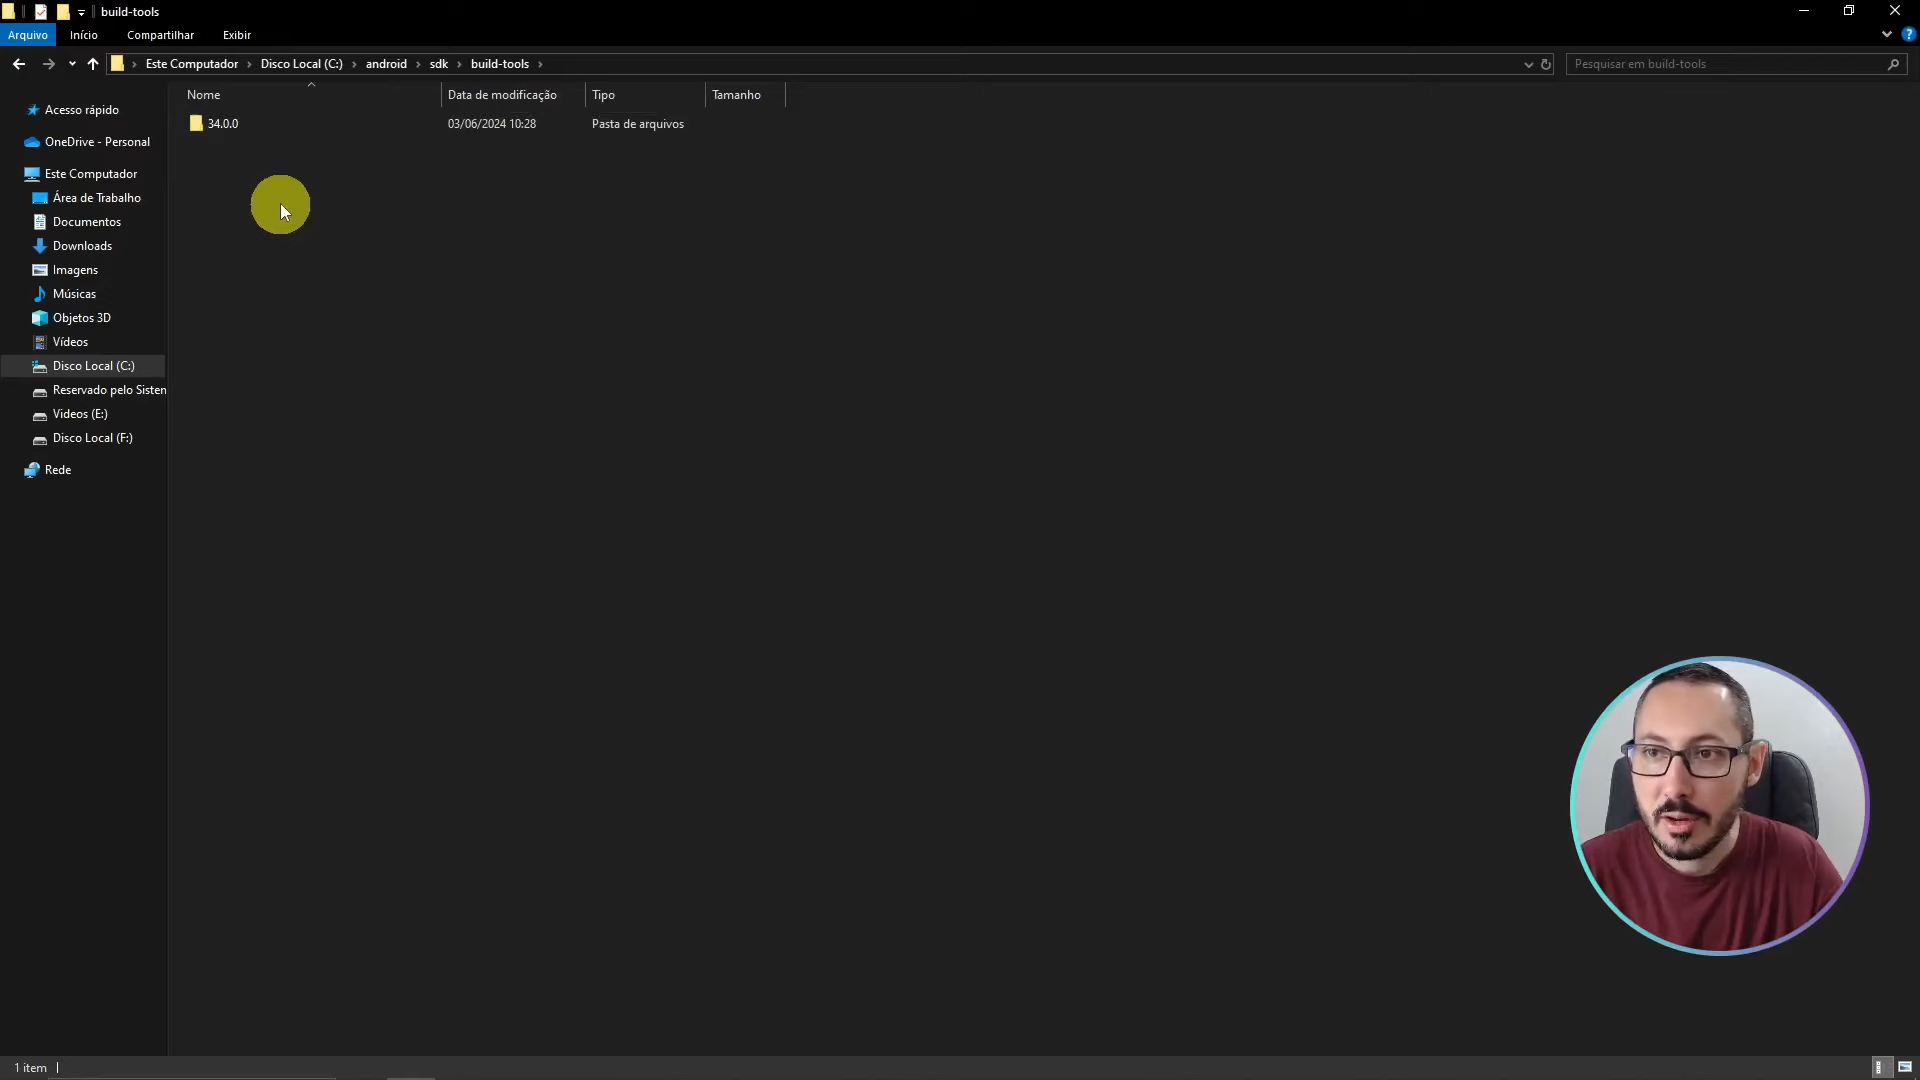 build-tools
Arquivo Início Compartilhar Exibir
Este Computador Disco Local (C:) android sdk build-tools Pesquisar em build-tools
Nome Data de modificação Tipo Tamanho
34.0.0 03/06/2024 10:28 Pasta de arquivos
Acesso rápido
OneDrive - Personal
Este Computador
Área de Trabalho
Documentos
Downloads
Imagens
Músicas
Objetos 3D
Vídeos
Disco Local (C:)
Reservado pelo Sisten
Videos (E:)
Disco Local (F:)
Rede
1 item